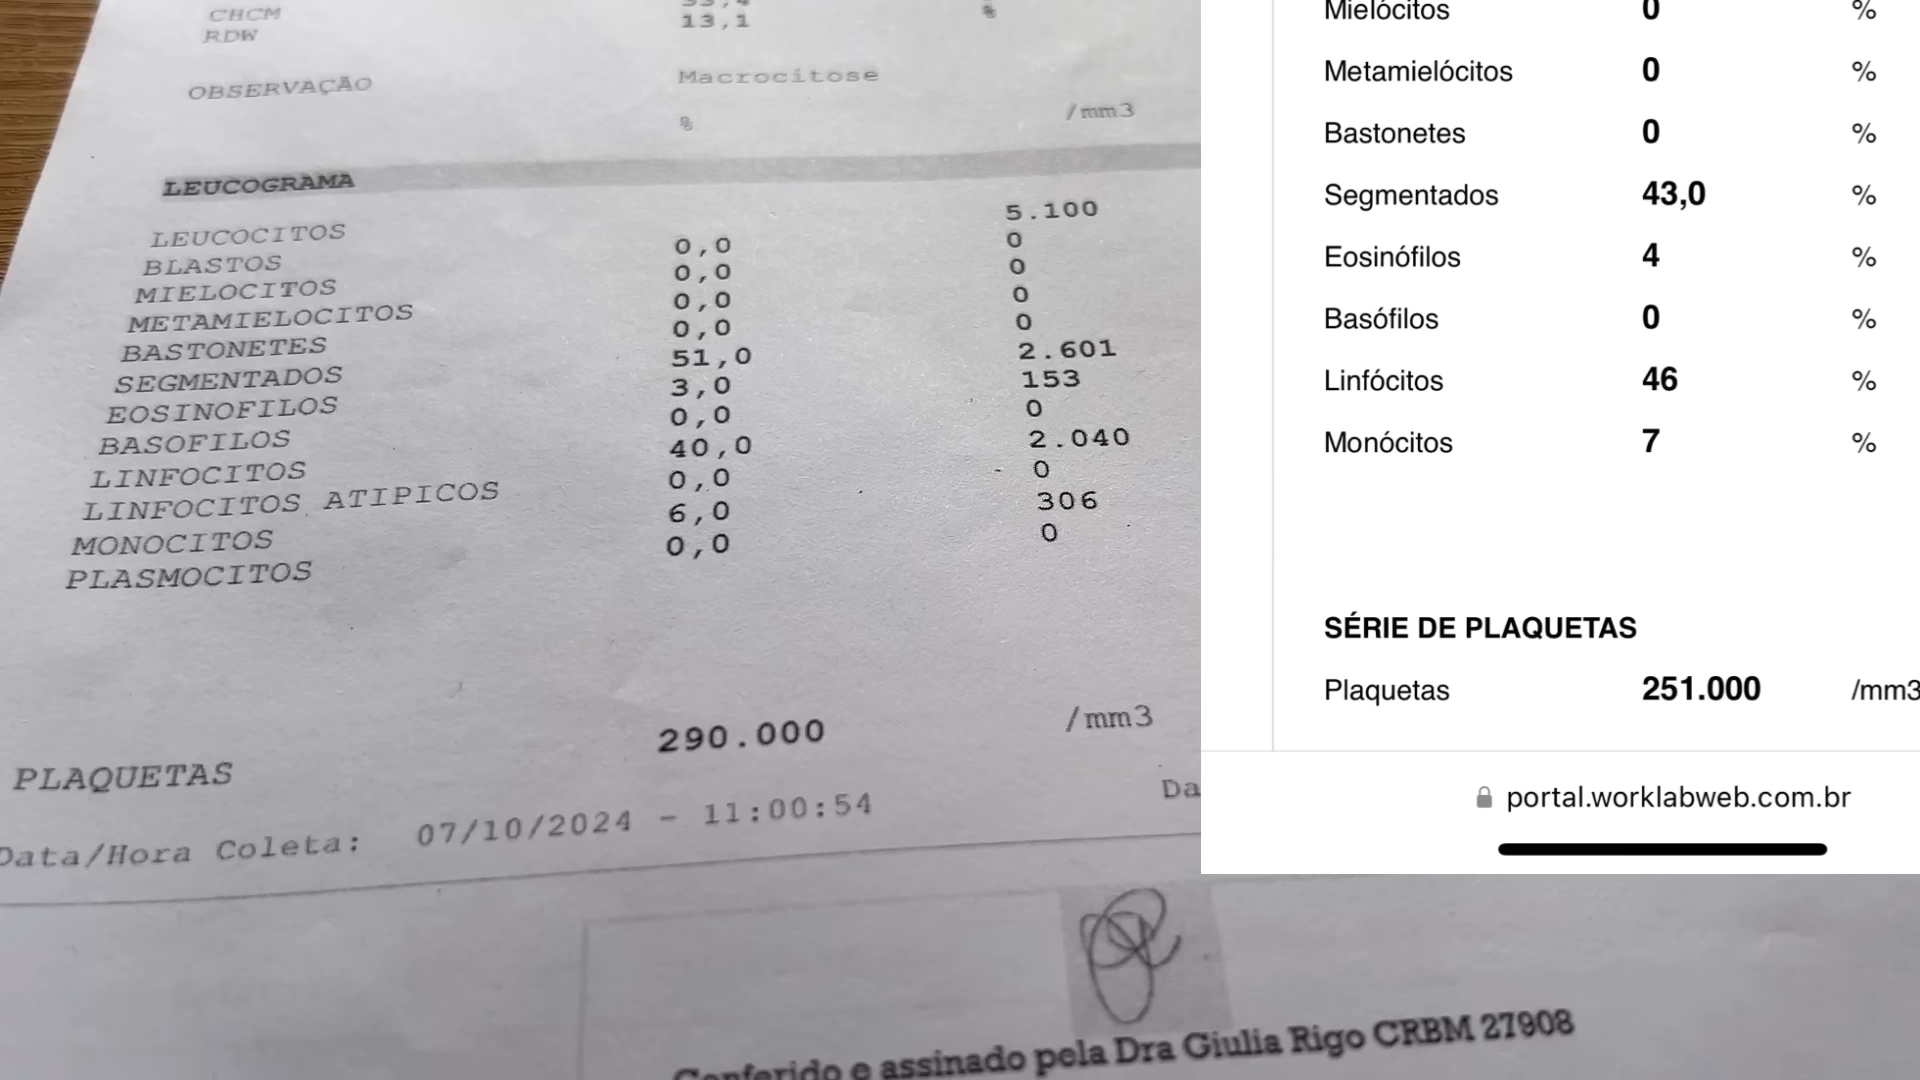 CHCM
RDW 13,1 %
OBSERVAÇÃO Macrocitose
% /mm3
LEUCOGRAMA
LEUCOCITOS 5.100
BLASTOS 0,0 0
MIELOCITOS 0,0 0
METAMIELOCITOS 0,0 0
BASTONETES 0,0 0
SEGMENTADOS 51,0 2.601
EOSINOFILOS 3,0 153
BASOFILOS 0,0 0
LINFOCITOS 40,0 2.040
LINFOCITOS ATIPICOS 0,0 0
MONOCITOS 6,0 306
PLASMOCITOS 0,0 0
PLAQUETAS 290.000 /mm3
Data/Hora Coleta: 07/10/2024 - 11:00:54 Da
Conferido e assinado pela Dra Giulia Rigo CRBM 27908
Mielócitos 0 %
Metamielócitos 0 %
Bastonetes 0 %
Segmentados 43,0 %
Eosinófilos 4 %
Basófilos 0 %
Linfócitos 46 %
Monócitos 7 %
SÉRIE DE PLAQUETAS
Plaquetas 251.000 /mm3
portal.worklabweb.com.br